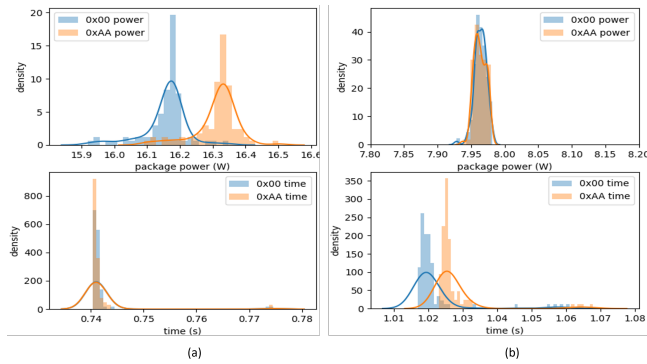 20
15
10
5
0
density
0x00 power
0xAA power
15.9 16.0 16.1 16.2 16.3 16.4 16.5 16.6
package power (W)
40
30
20
10
0
density
0x00 power
0xAA power
7.80 7.85 7.90 7.95 8.00 8.05 8.10 8.15 8.20
package power (W)
800
600
400
200
0
density
0x00 time
0xAA time
0.74 0.75 0.76 0.77 0.78
time (s)
350
300
250
200
150
100
50
0
density
0x00 time
0xAA time
1.01 1.02 1.03 1.04 1.05 1.06 1.07 1.08
time (s)
(a)
(b)